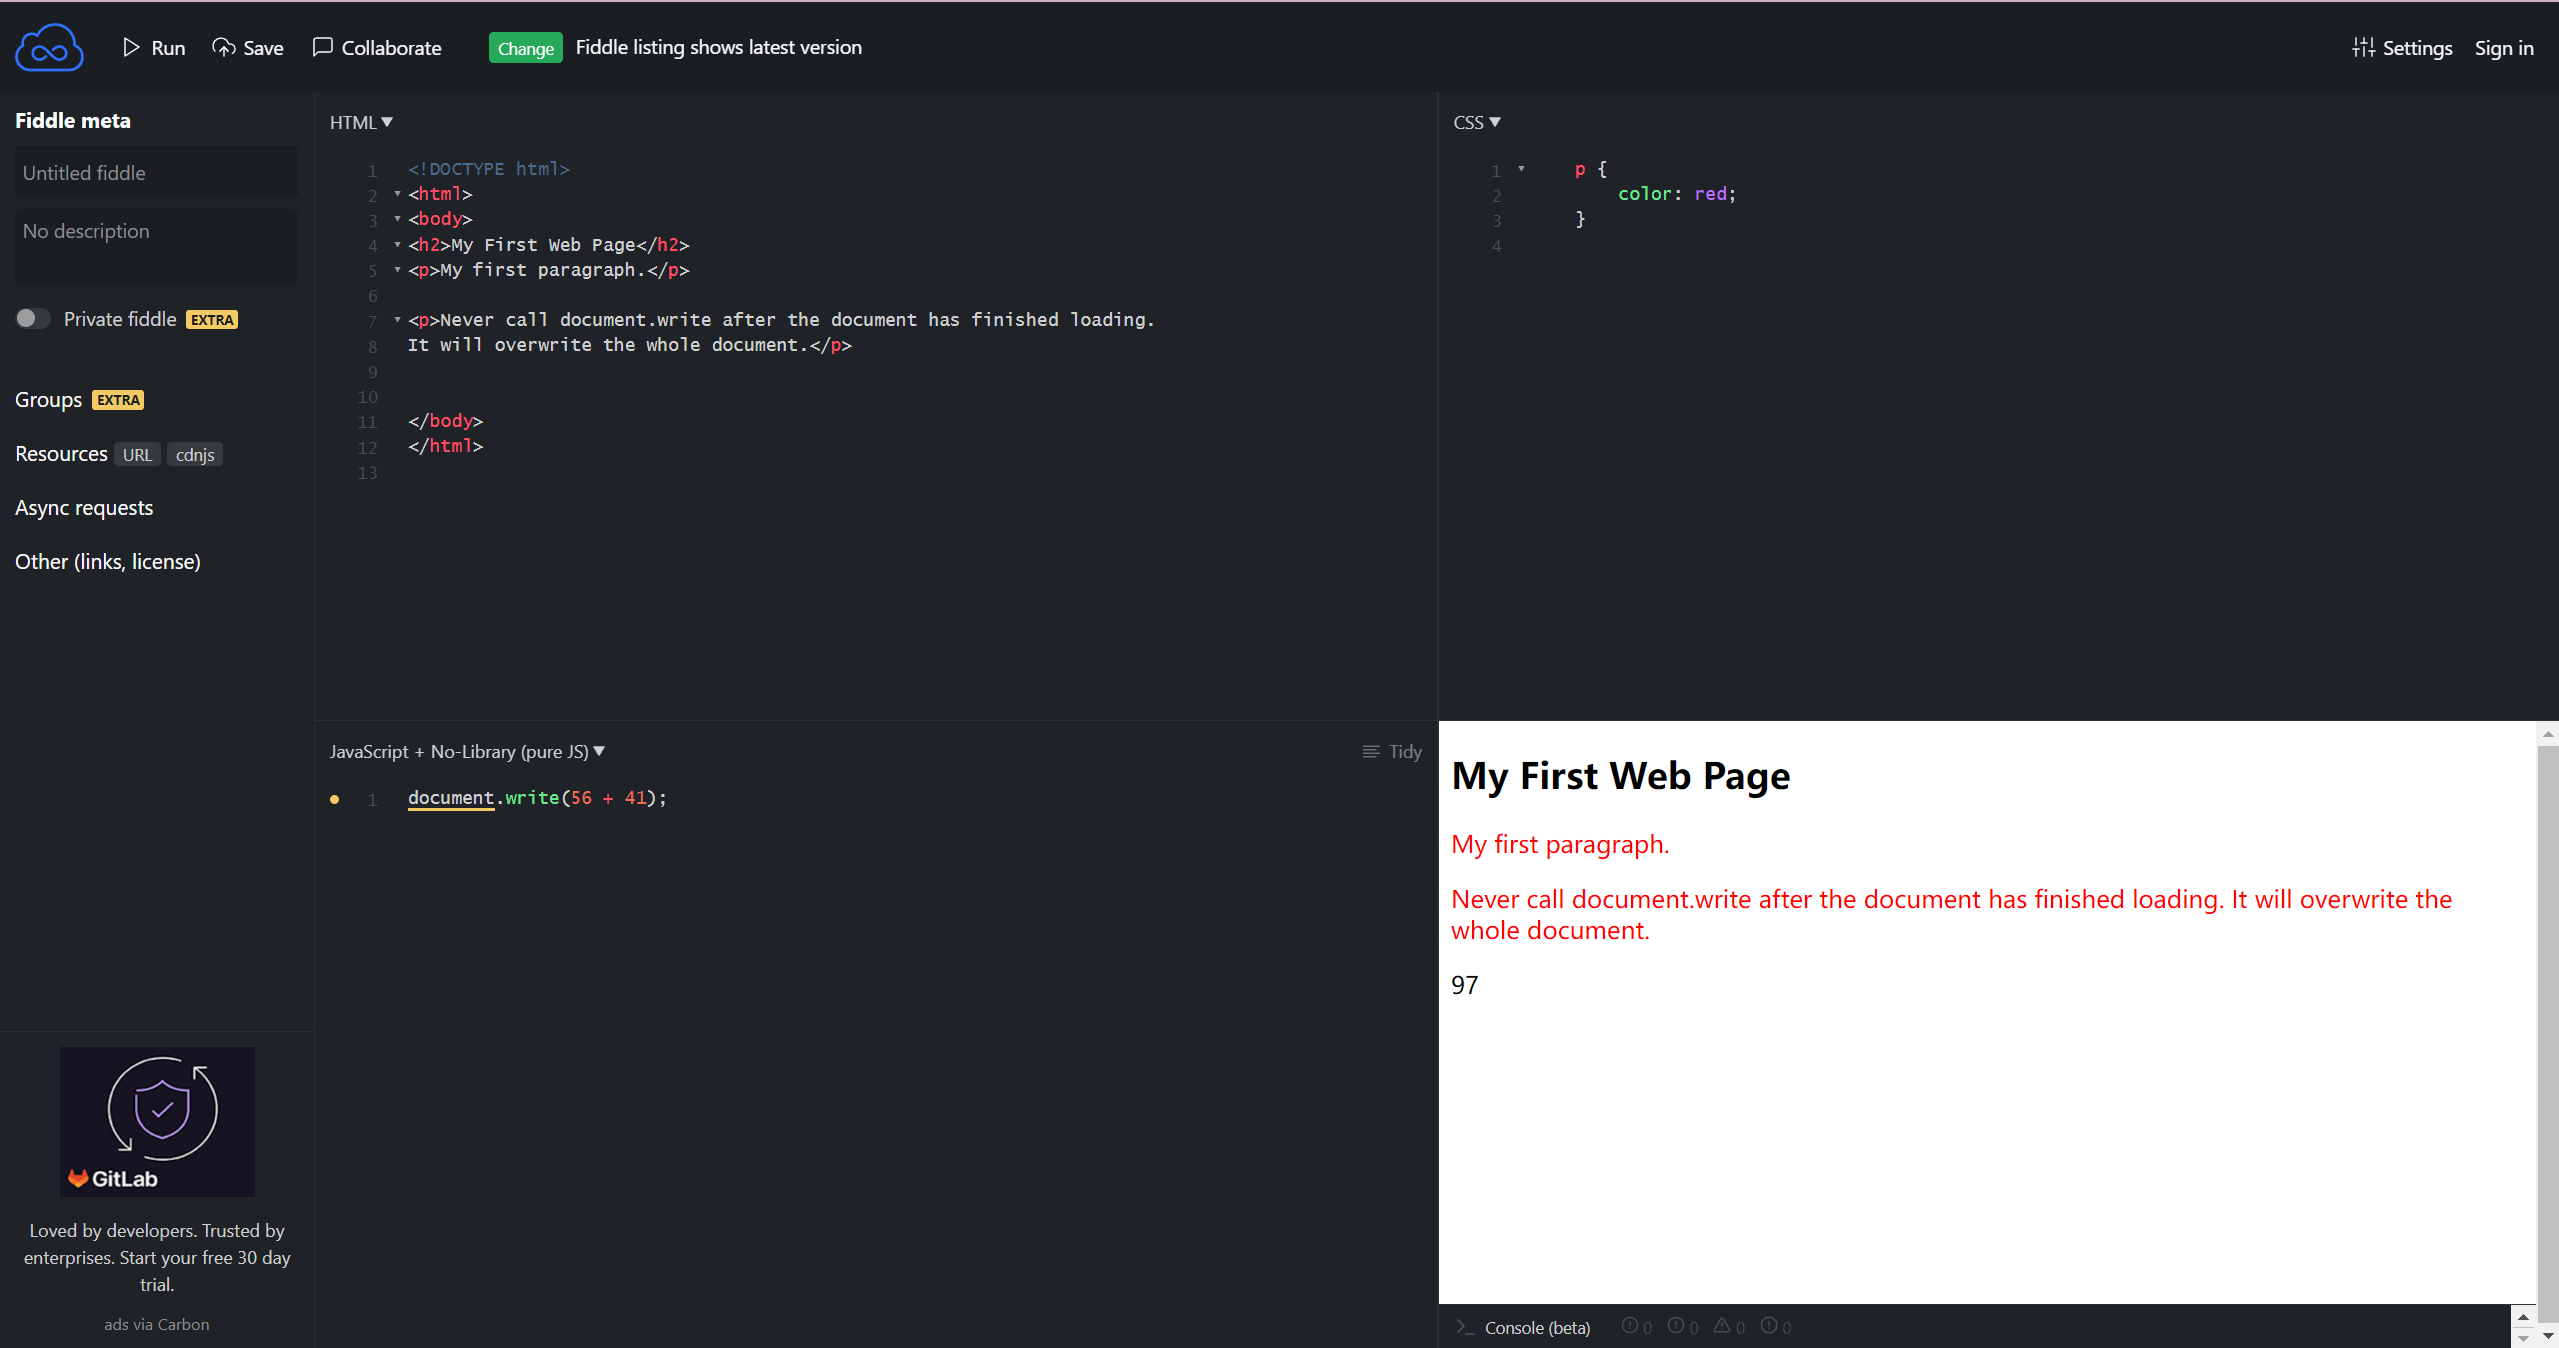 Run Save Collaborate Change Fiddle listing shows latest version Settings Sign in
Fiddle meta
Untitled fiddle
No description
Private fiddle EXTRA
Groups EXTRA
Resources URL cdnjs
Async requests
Other (links, license)
GitLab
Loved by developers. Trusted by
enterprises. Start your free 30 day
trial.
ads via Carbon
HTML
1 <!DOCTYPE html>
2 <html>
3 <body>
4 <h2>My First Web Page</h2>
5 <p>My first paragraph.</p>
6
7 <p>Never call document.write after the document has finished loading.
8 It will overwrite the whole document.</p>
9
10
11 </body>
12 </html>
13
CSS
1 p {
2 color: red;
3 }
4
JavaScript + No-Library (pure JS) Tidy
1 document.write(56 + 41);
My First Web Page
My first paragraph.
Never call document.write after the document has finished loading. It will overwrite the
whole document.
97
Console (beta) 0 0 0 0